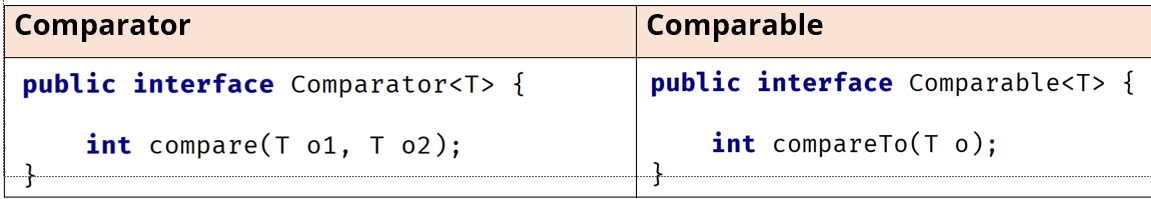 Comparator
Comparable
public interface Comparator<T> {
    int compare(T o1, T o2);
}
public interface Comparable<T> {
    int compareTo(T o);
}